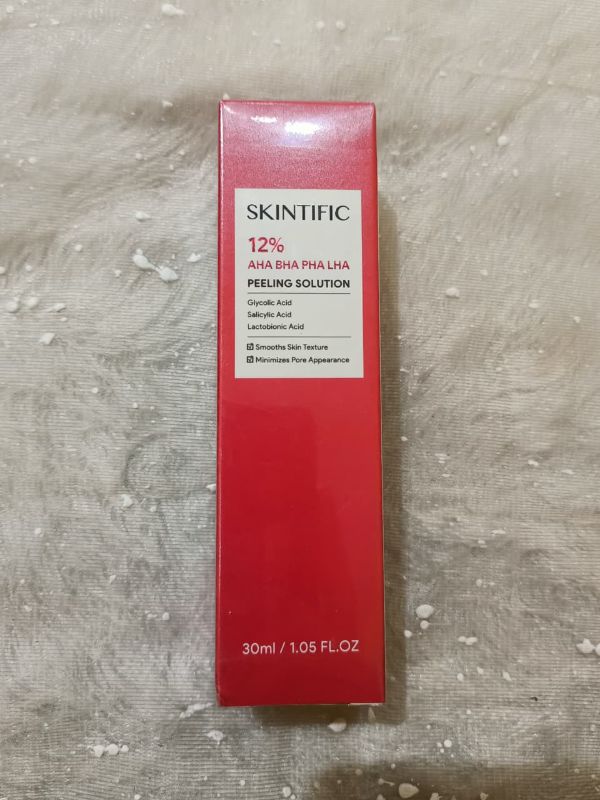 SKINTIFIC
12%
AHA BHA PHA LHA
PEELING SOLUTION
Glycolic Acid
Salicylic Acid
Lactobionic Acid
Smooths Skin Texture
Minimizes Pore Appearance
30ml / 1.05 FL.OZ